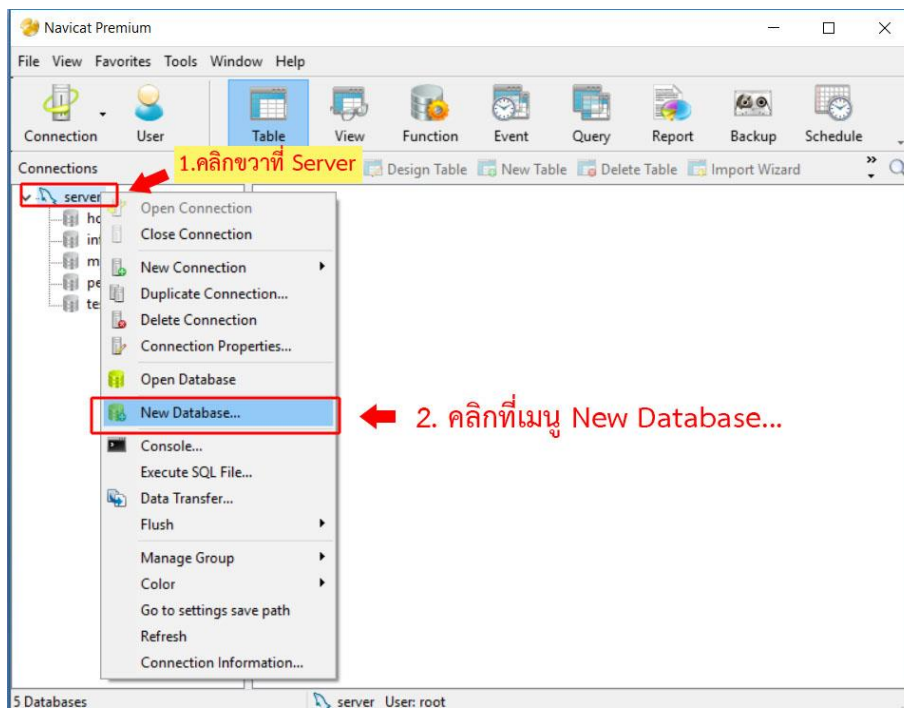 Navicat Premium
File View Favorites Tools Window Help
Connection User Table View Function Event Query Report Backup Schedule
Connections
1.คลิกขวาที่ Server
Design Table New Table Delete Table Import Wizard
server
Open Connection
Close Connection
New Connection
Duplicate Connection...
Delete Connection
Connection Properties...
Open Database
New Database...
2. คลิกที่เมนู New Database...
Console...
Execute SQL File...
Data Transfer...
Flush
Manage Group
Color
Go to settings save path
Refresh
Connection Information...
5 Databases server User: root